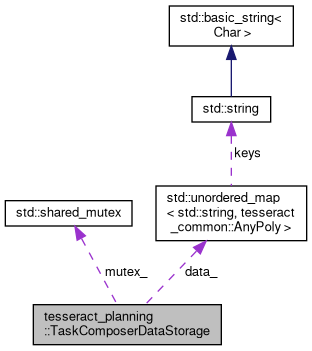 std::basic_string<
Char >
std::string
keys
std::unordered_map
< std::string, tesseract
_common::AnyPoly >
std::shared_mutex
mutex_
data_
tesseract_planning
::TaskComposerDataStorage